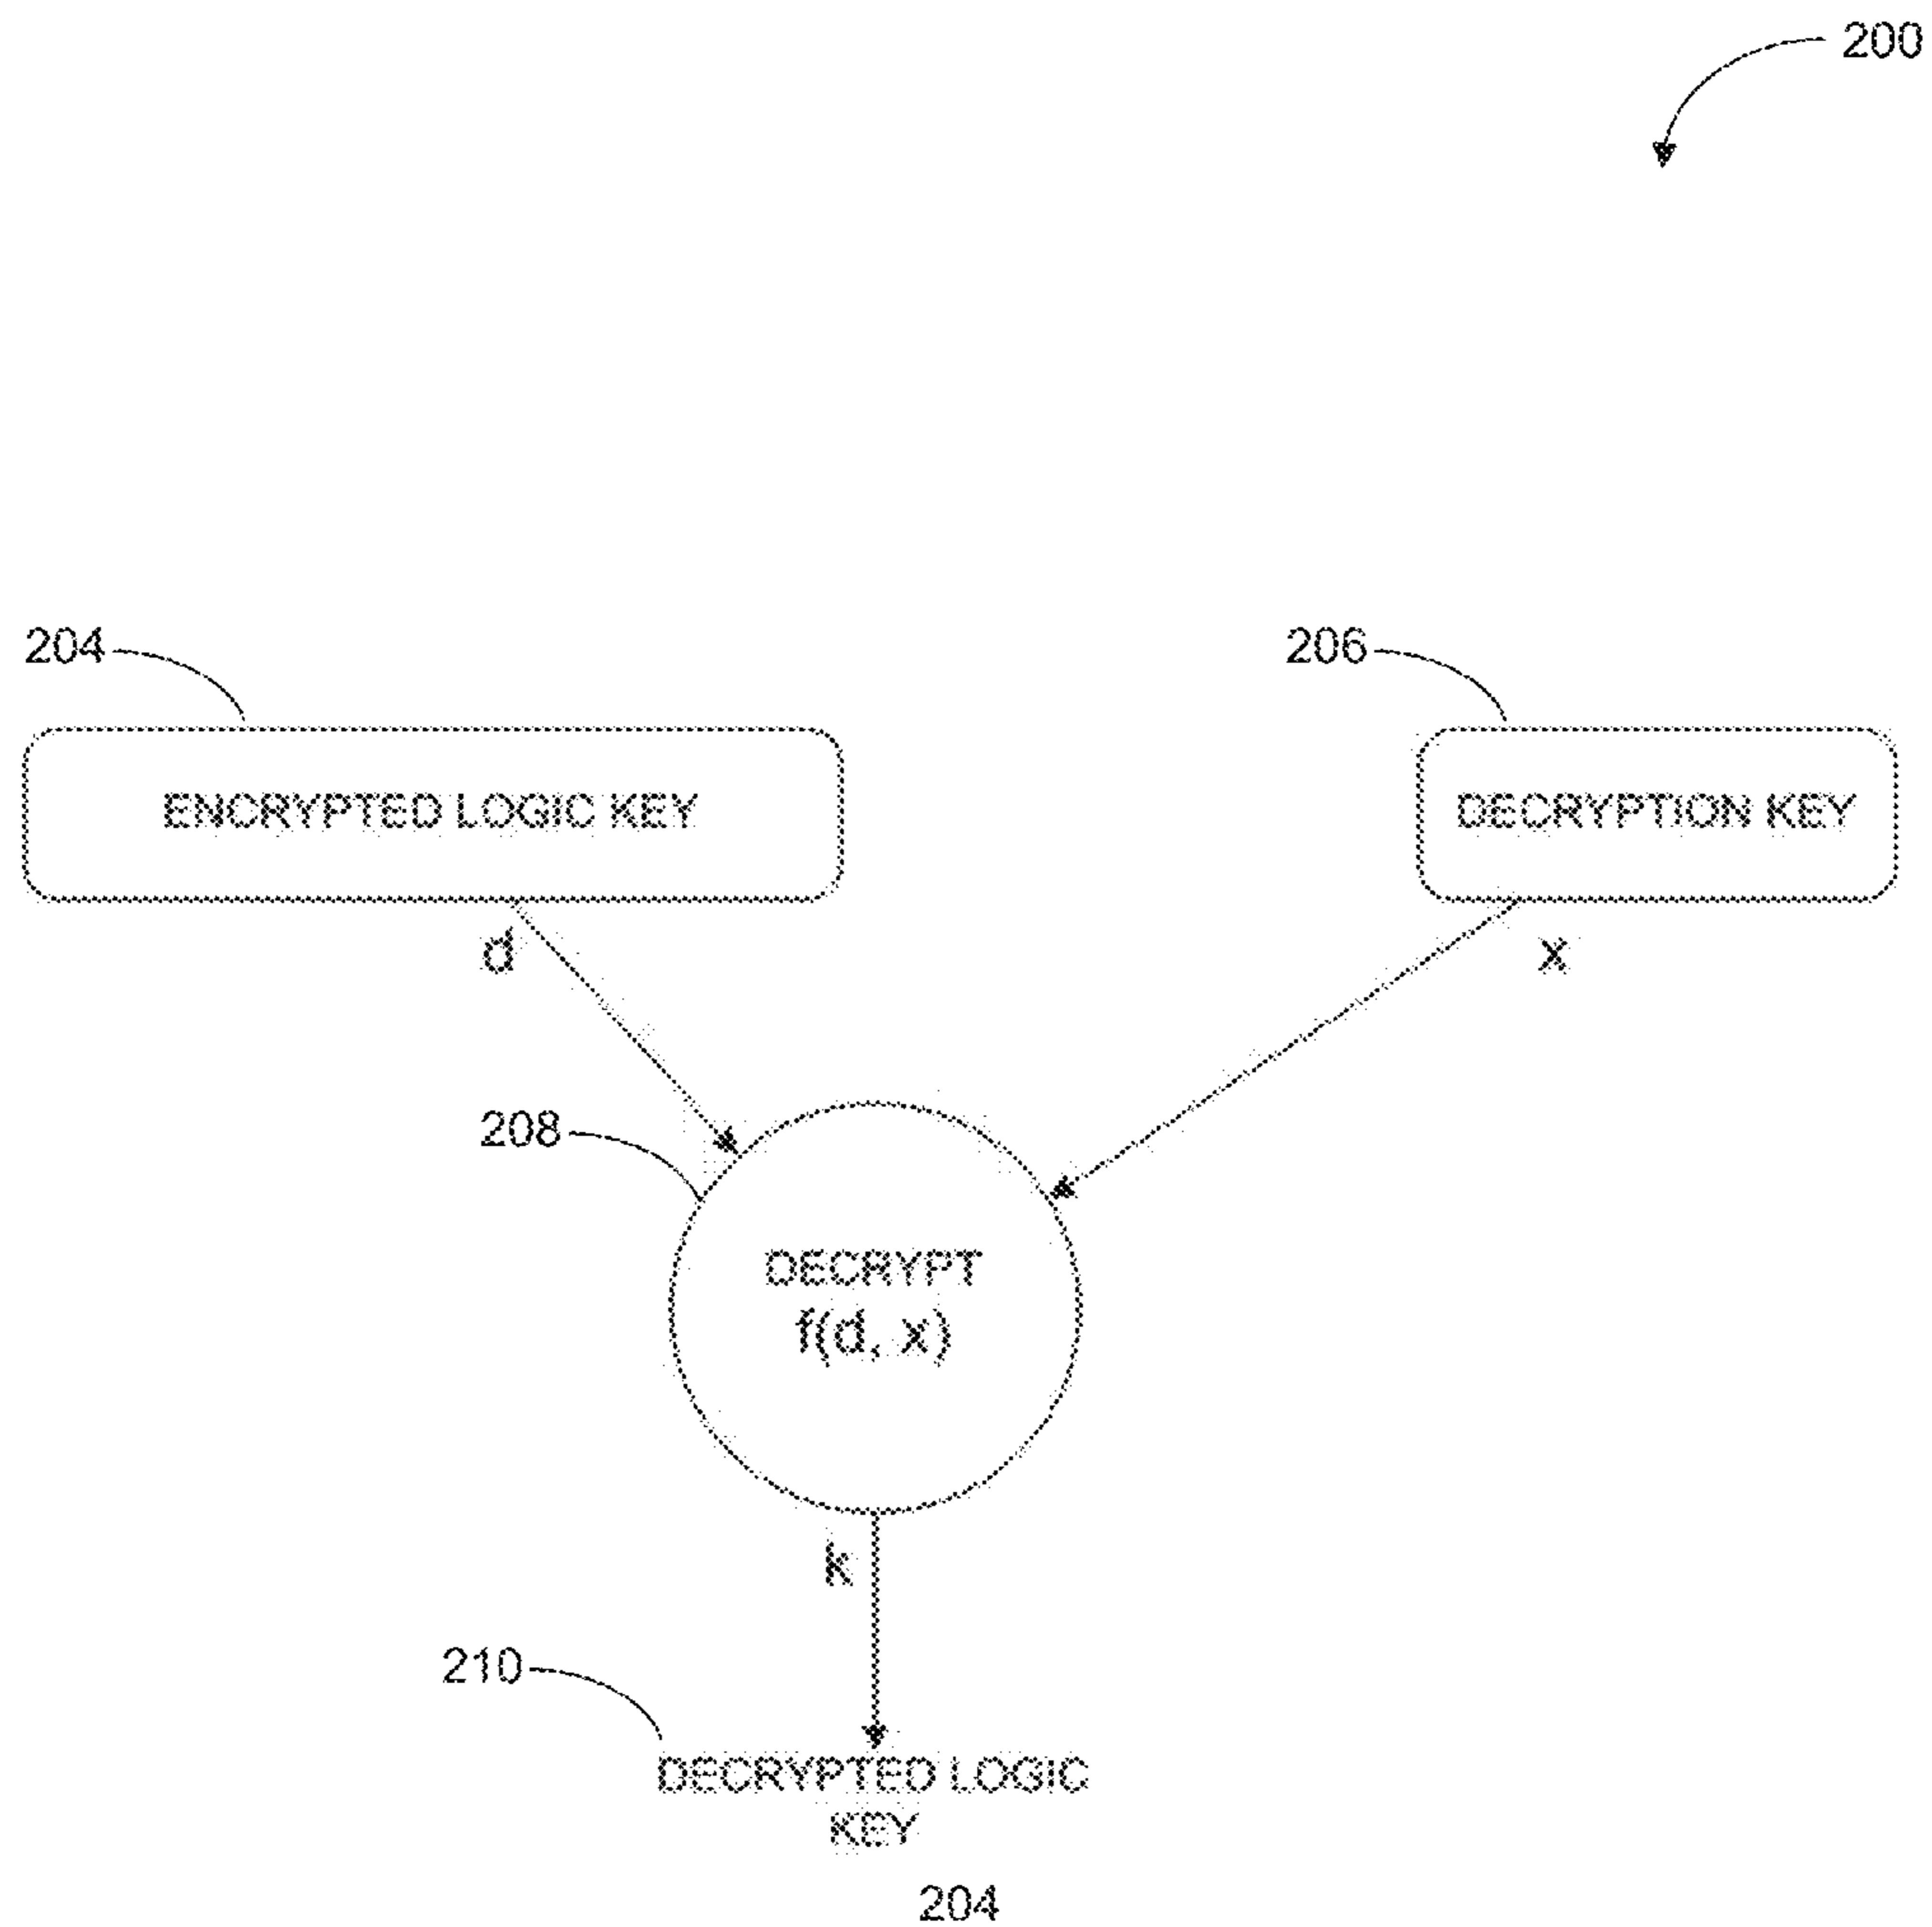 200
204
206
ENCRYPTED LOGIC KEY
DECRYPTION KEY
d
x
208
DECRYPT
f(d, x)
k
210
DECRYPTED LOGIC
KEY
204